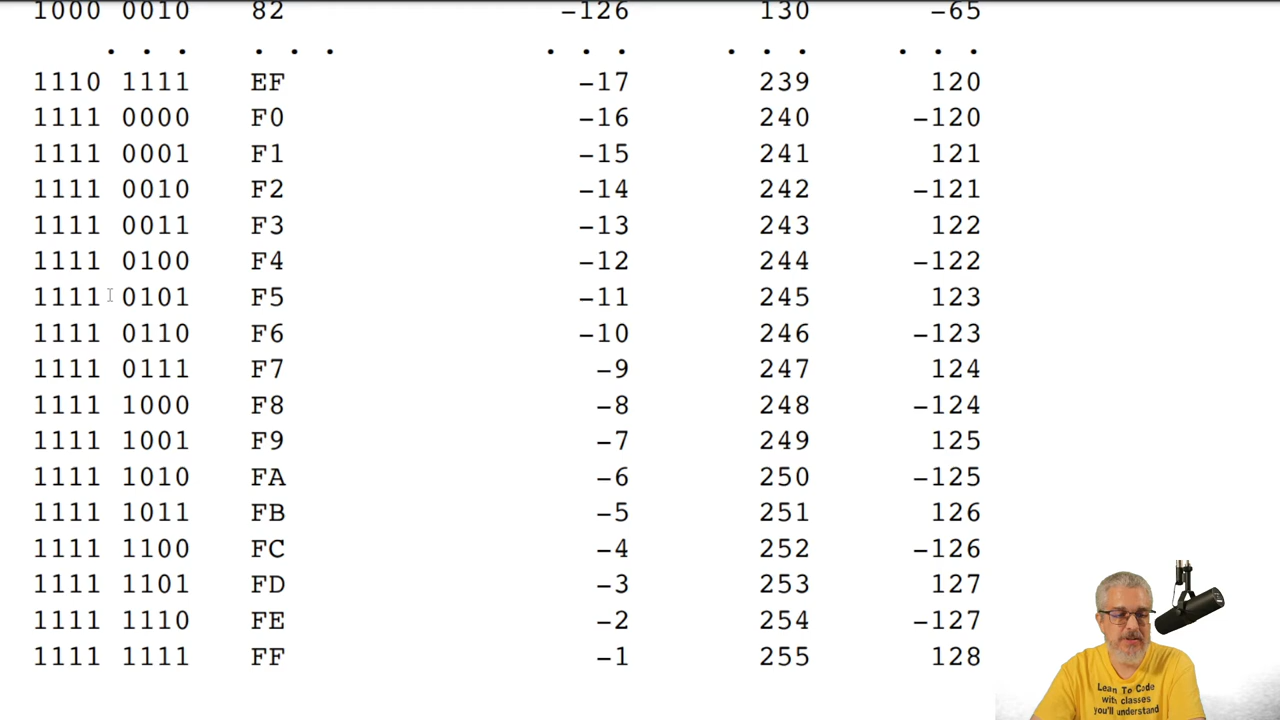 1000 0010 82 -126 130 -65
. . . . . . . . . . . . . . .
1110 1111 EF -17 239 120
1111 0000 F0 -16 240 -120
1111 0001 F1 -15 241 121
1111 0010 F2 -14 242 -121
1111 0011 F3 -13 243 122
1111 0100 F4 -12 244 -122
1111 0101 F5 -11 245 123
1111 0110 F6 -10 246 -123
1111 0111 F7 -9 247 124
1111 1000 F8 -8 248 -124
1111 1001 F9 -7 249 125
1111 1010 FA -6 250 -125
1111 1011 FB -5 251 126
1111 1100 FC -4 252 -126
1111 1101 FD -3 253 127
1111 1110 FE -2 254 -127
1111 1111 FF -1 255 128
Lean To Code
with classes
you'll understand